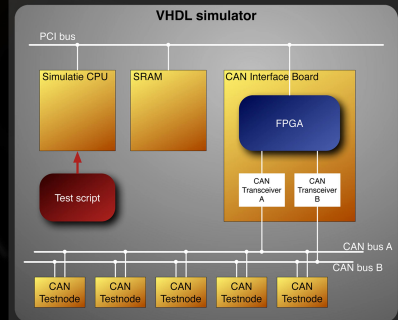 VHDL simulator
PCI bus
Simulatie CPU
SRAM
CAN Interface Board
FPGA
CAN
Transceiver
A
CAN
Transceiver
B
Test script
CAN bus A
CAN bus B
CAN
Testnode
CAN
Testnode
CAN
Testnode
CAN
Testnode
CAN
Testnode